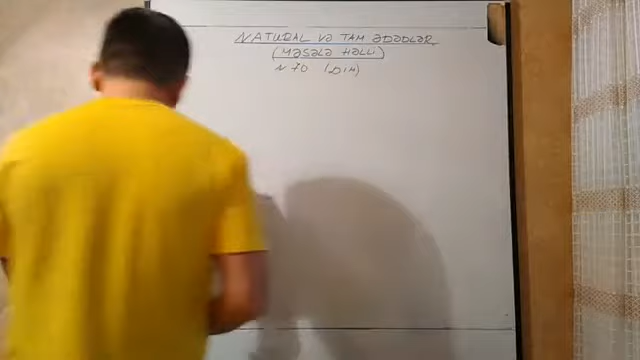 NATURAL VƏ TAM ƏDƏDLƏR
(MƏSƏLƏ HƏLLİ)
N 70 (DİM)